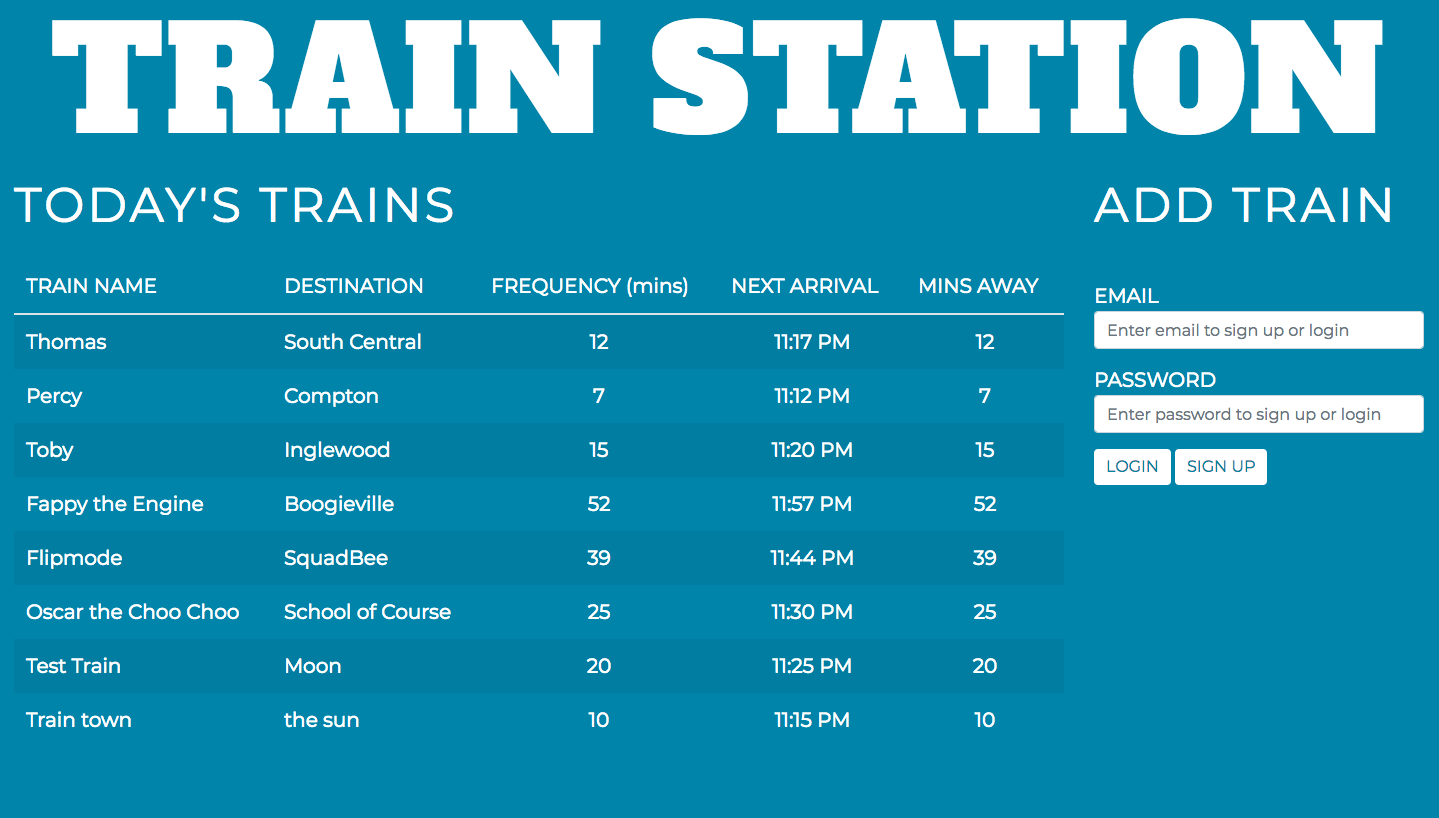 TRAIN STATION
TODAY'S TRAINS
TRAIN NAME DESTINATION FREQUENCY (mins) NEXT ARRIVAL MINS AWAY
Thomas South Central 12 11:17 PM 12
Percy Compton 7 11:12 PM 7
Toby Inglewood 15 11:20 PM 15
Fappy the Engine Boogieville 52 11:57 PM 52
Flipmode SquadBee 39 11:44 PM 39
Oscar the Choo Choo School of Course 25 11:30 PM 25
Test Train Moon 20 11:25 PM 20
Train town the sun 10 11:15 PM 10
ADD TRAIN
EMAIL
Enter email to sign up or login
PASSWORD
Enter password to sign up or login
LOGIN SIGN UP